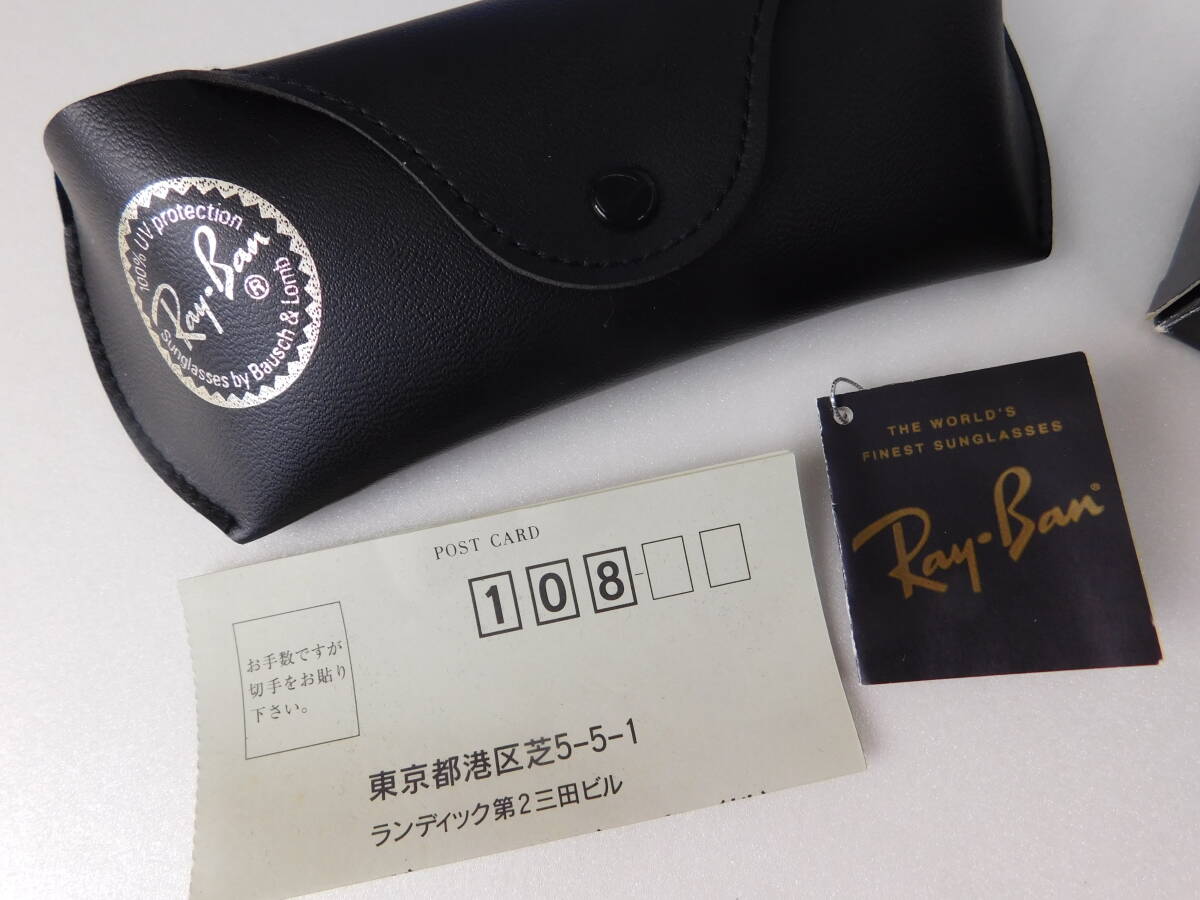 100% UV protection
Ray-Ban®
Sunglasses by Bausch & Lomb
THE WORLD'S
FINEST SUNGLASSES
Ray-Ban®
POST CARD
108-
お手数ですが
切手をお貼り
下さい。
東京都港区芝5-5-1
ランディック第2三田ビル